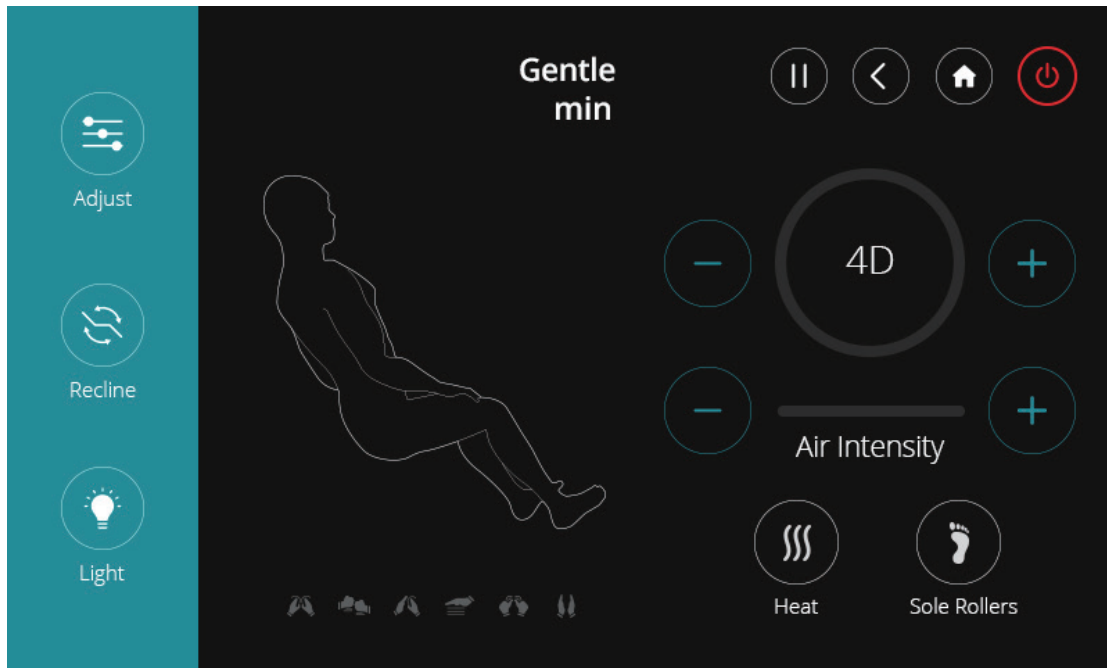 Gentle
min
Adjust
4D
Recline
Air Intensity
Light
Heat
Sole Rollers